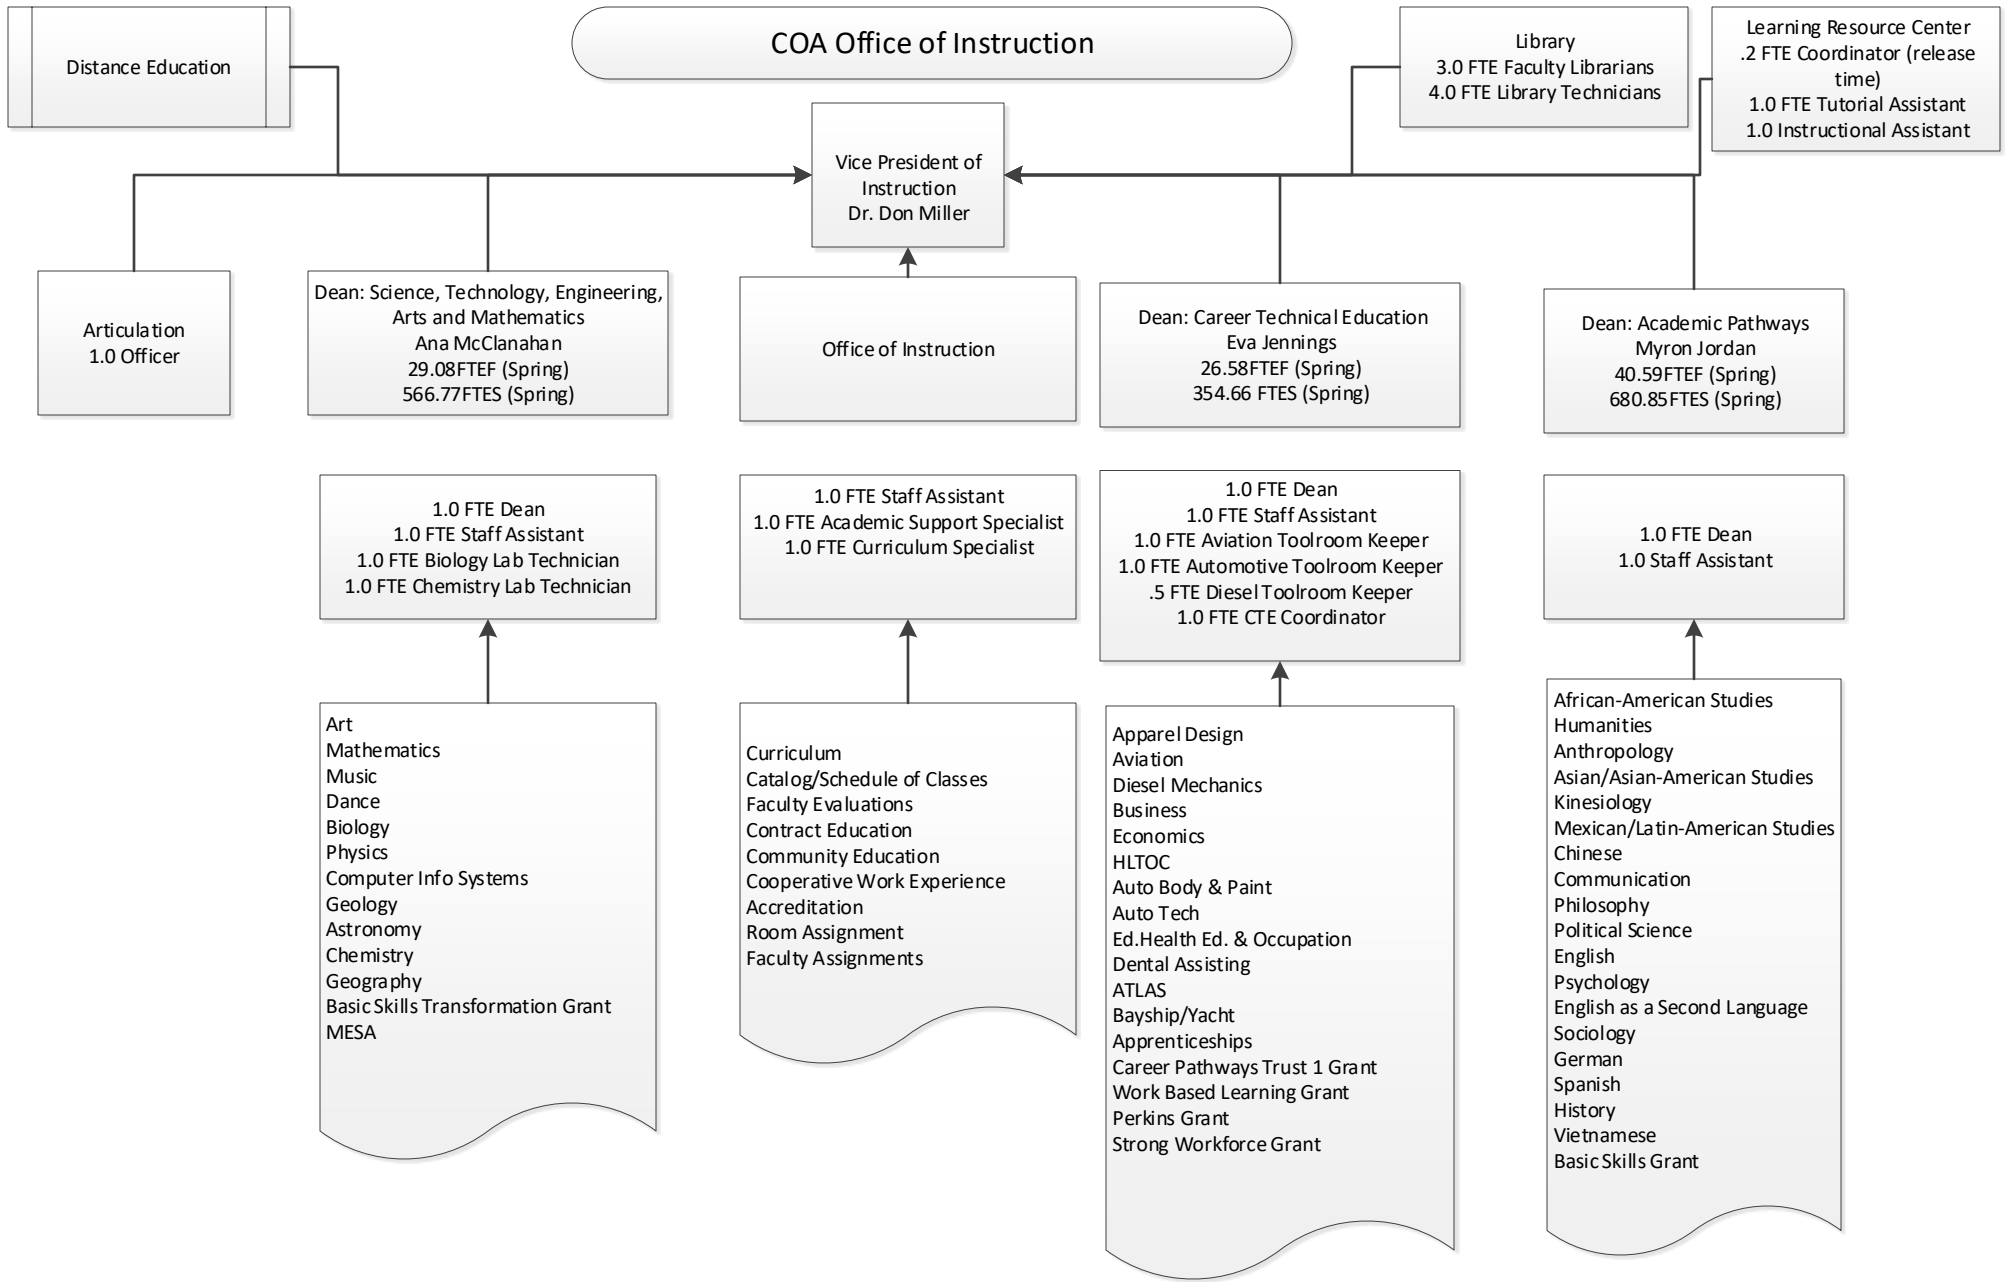 COA Office of Instruction
Distance Education
Library
3.0 FTE Faculty Librarians
4.0 FTE Library Technicians
Learning Resource Center
.2 FTE Coordinator (release
time)
1.0 FTE Tutorial Assistant
1.0 Instructional Assistant
Vice President of
Instruction
Dr. Don Miller
Articulation
1.0 Officer
Dean: Science, Technology, Engineering,
Arts and Mathematics
Ana McClanahan
29.08FTEF (Spring)
566.77FTES (Spring)
Office of Instruction
Dean: Career Technical Education
Eva Jennings
26.58FTEF (Spring)
354.66 FTES (Spring)
Dean: Academic Pathways
Myron Jordan
40.59FTEF (Spring)
680.85FTES (Spring)
1.0 FTE Dean
1.0 FTE Staff Assistant
1.0 FTE Biology Lab Technician
1.0 FTE Chemistry Lab Technician
1.0 FTE Staff Assistant
1.0 FTE Academic Support Specialist
1.0 FTE Curriculum Specialist
1.0 FTE Dean
1.0 FTE Staff Assistant
1.0 FTE Aviation Toolroom Keeper
1.0 FTE Automotive Toolroom Keeper
.5 FTE Diesel Toolroom Keeper
1.0 FTE CTE Coordinator
1.0 FTE Dean
1.0 Staff Assistant
Art
Mathematics
Music
Dance
Biology
Physics
Computer Info Systems
Geology
Astronomy
Chemistry
Geography
Basic Skills Transformation Grant
MESA
Curriculum
Catalog/Schedule of Classes
Faculty Evaluations
Contract Education
Community Education
Cooperative Work Experience
Accreditation
Room Assignment
Faculty Assignments
Apparel Design
Aviation
Diesel Mechanics
Business
Economics
HLTOC
Auto Body & Paint
Auto Tech
Ed.Health Ed. & Occupation
Dental Assisting
ATLAS
Bayship/Yacht
Apprenticeships
Career Pathways Trust 1 Grant
Work Based Learning Grant
Perkins Grant
Strong Workforce Grant
African-American Studies
Humanities
Anthropology
Asian/Asian-American Studies
Kinesiology
Mexican/Latin-American Studies
Chinese
Communication
Philosophy
Political Science
English
Psychology
English as a Second Language
Sociology
German
Spanish
History
Vietnamese
Basic Skills Grant